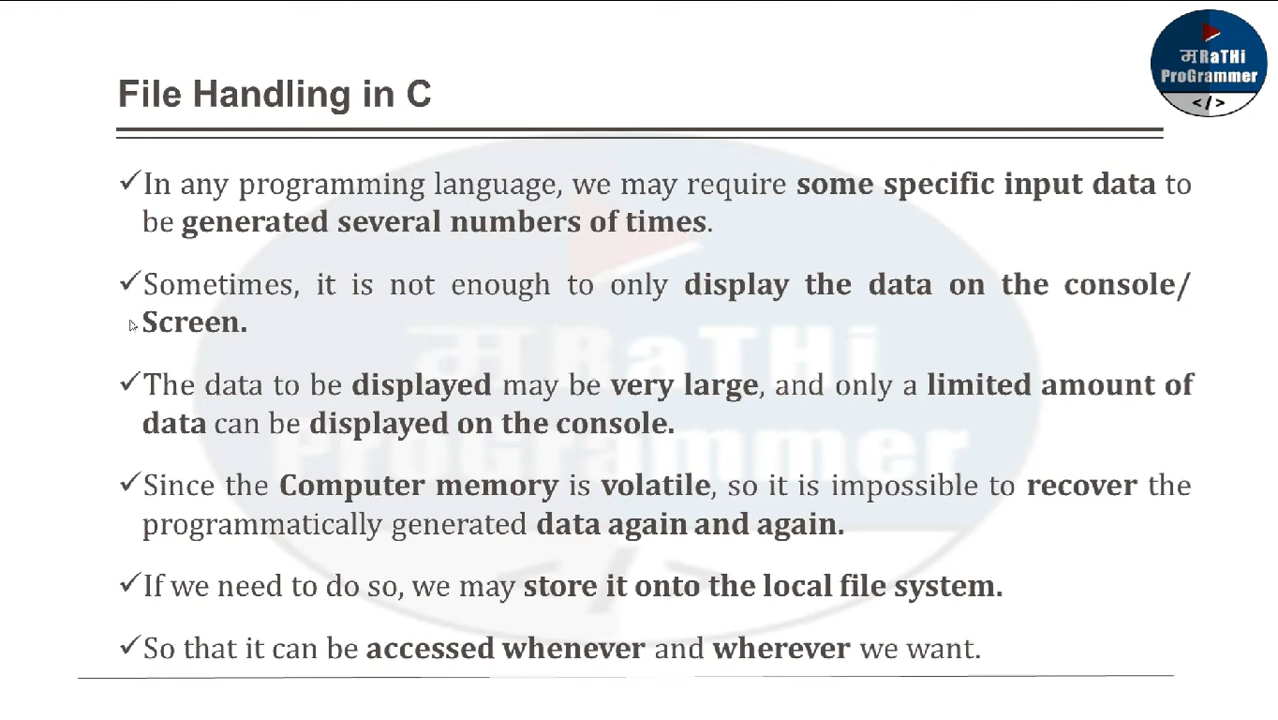 मRaTHi
ProGrammer
</>
File Handling in C
✓In any programming language, we may require some specific input data to
be generated several numbers of times.
✓Sometimes, it is not enough to only display the data on the console/
Screen.
✓The data to be displayed may be very large, and only a limited amount of
data can be displayed on the console.
✓Since the Computer memory is volatile, so it is impossible to recover the
programmatically generated data again and again.
✓If we need to do so, we may store it onto the local file system.
✓So that it can be accessed whenever and wherever we want.
मRaTHi
ProGrammer
</>